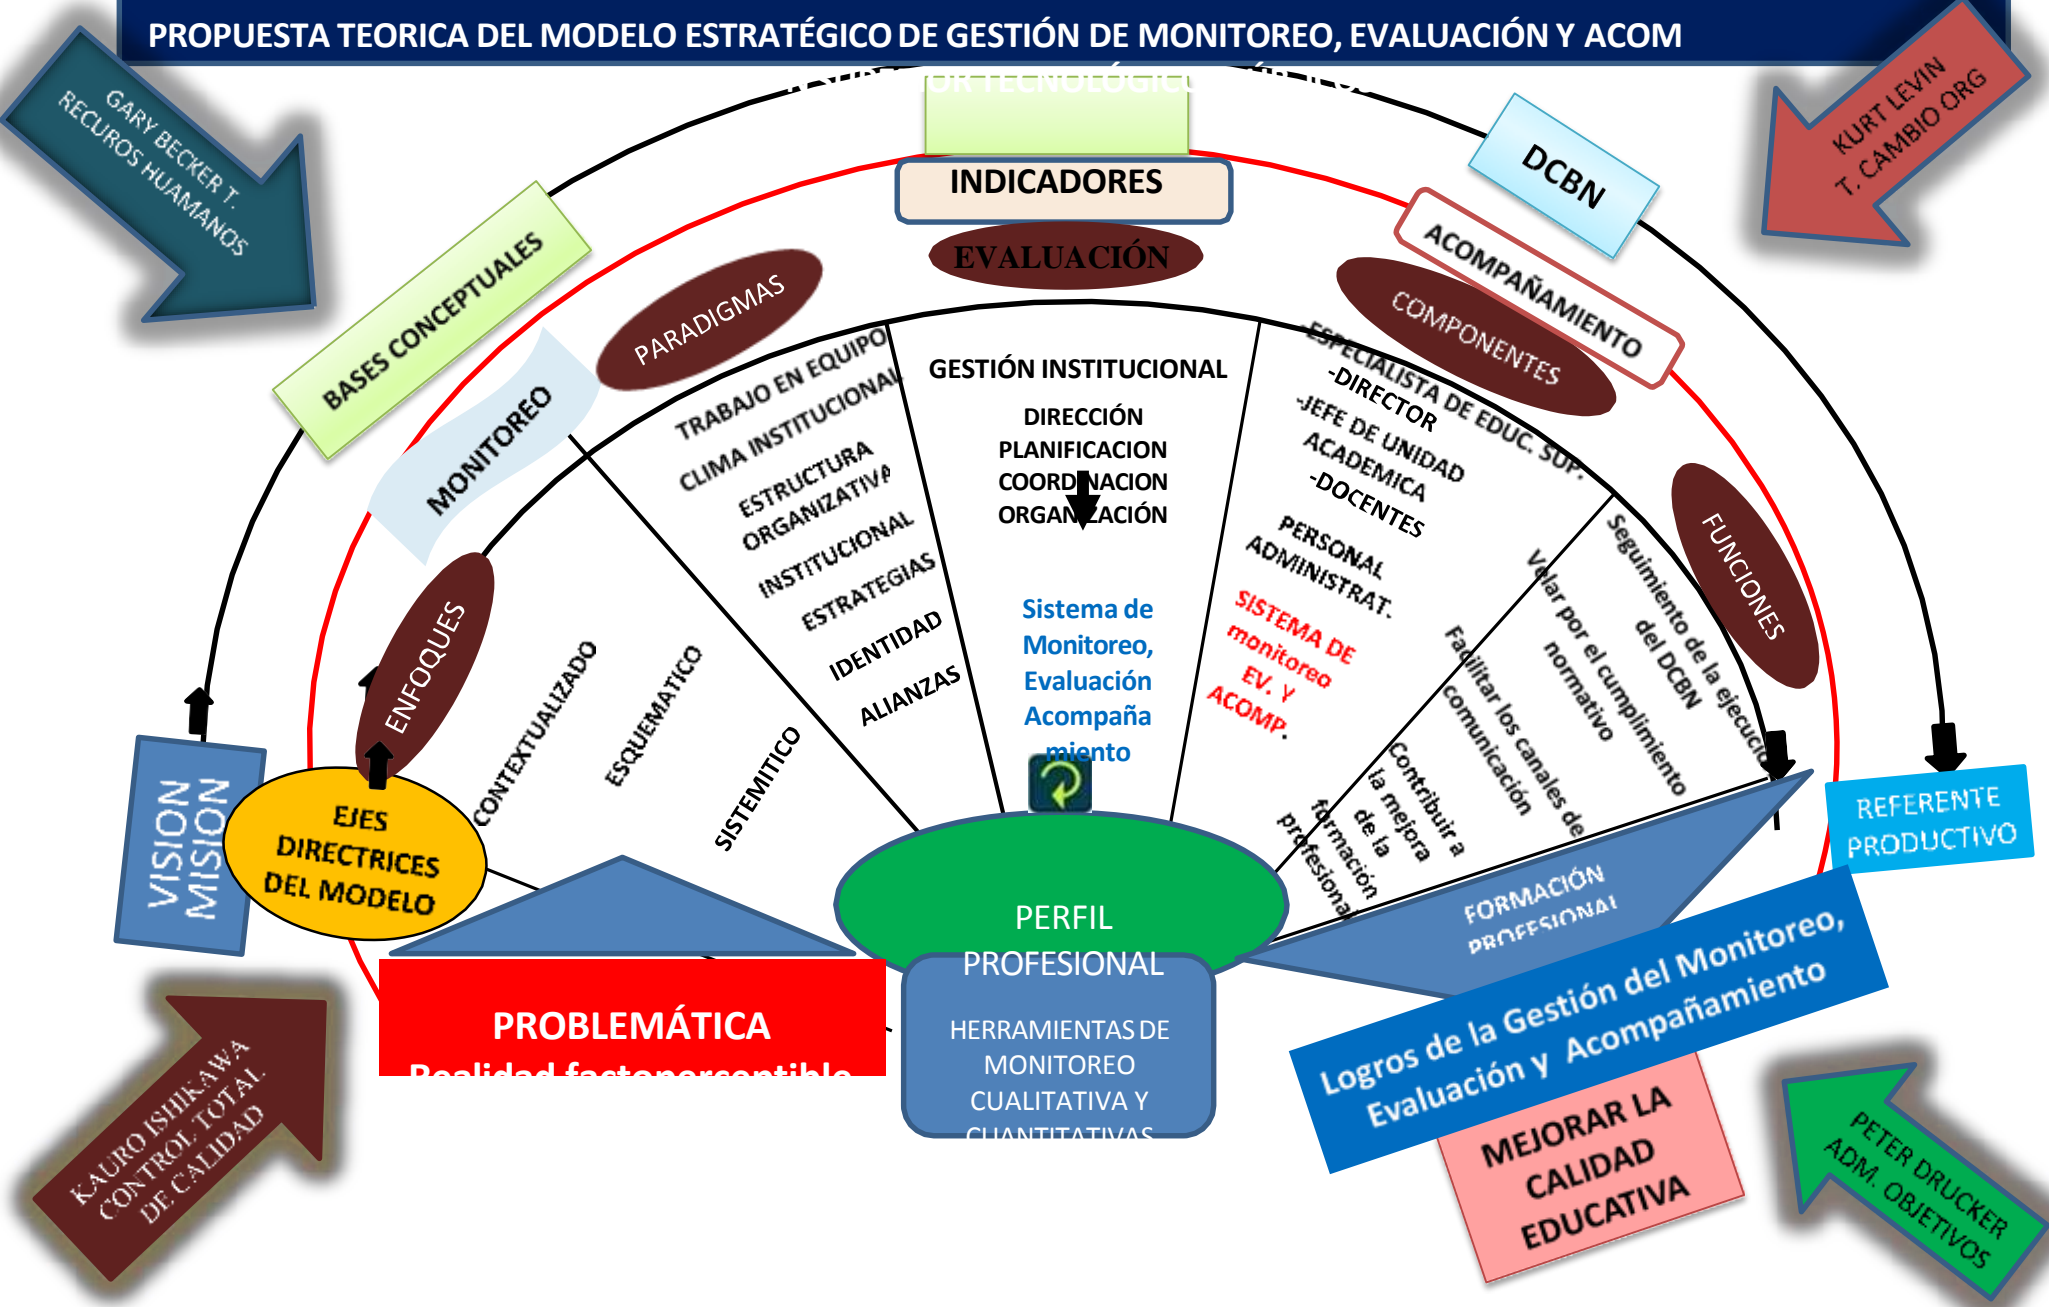 PROPUESTA TEORICA DEL MODELO ESTRATÉGICO DE GESTIÓN DE MONITOREO, EVALUACIÓN Y ACOM
TECNOLÓGICO
GARY BECKER T.
RECUROS HUAMANOS
KURT LEVIN
T. CAMBIO ORG
BASES CONCEPTUALES
INDICADORES
DCBN
MONITOREO
EVALUACIÓN
ACOMPAÑAMIENTO
ENFOQUES
PARADIGMAS
COMPONENTES
FUNCIONES
VISION
MISION
EJES
DIRECTRICES
DEL MODELO
CONTEXTUALIZADO
ESQUEMATICO
SISTEMITICO
TRABAJO EN EQUIPO
CLIMA INSTITUCIONAL
ESTRUCTURA
ORGANIZATIVA
INSTITUCIONAL
ESTRATEGIAS
IDENTIDAD
ALIANZAS
GESTIÓN INSTITUCIONAL
DIRECCIÓN
PLANIFICACION
COORDINACION
ORGANIZACIÓN
Sistema de
Monitoreo,
Evaluación
Acompaña
miento
-ESPECIALISTA DE EDUC. SUP.
-DIRECTOR
-JEFE DE UNIDAD
ACADEMICA
-DOCENTES
PERSONAL
ADMINISTRAT.
SISTEMA DE
monitoreo
EV. Y
ACOMP.
Seguimiento de la ejecución
del DCBN
Velar por el cumplimiento
normativo
Facilitar los canales de
comunicación
Contribuir a
la mejora
de la
formación
profesional
REFERENTE
PRODUCTIVO
PERFIL
PROFESIONAL
HERRAMIENTAS DE
MONITOREO
CUALITATIVA Y
CUANTITATIVAS
PROBLEMÁTICA
Realidad factoperceptible
FORMACIÓN
PROFESIONAL
Logros de la Gestión del Monitoreo,
Evaluación y Acompañamiento
MEJORAR LA
CALIDAD
EDUCATIVA
KAURO ISHIKAWA
CONTROL TOTAL
DE CALIDAD
PETER DRUCKER
ADM. OBJETIVOS